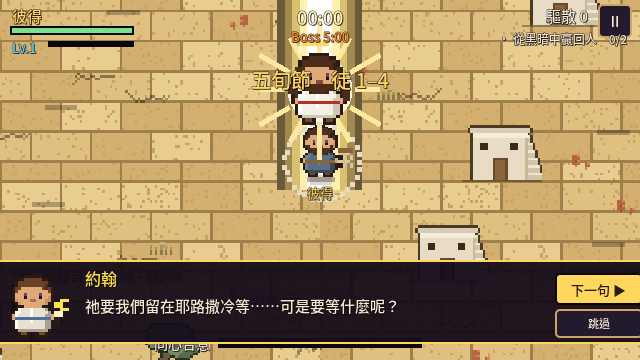 彼得
Lv.1
00:00
Boss 5:00
驅散 0
· 從黑暗中贏回人 0/2
五旬節 徒 1–4
彼得
約翰
祂要我們留在耶路撒冷等……可是要等什麼呢？
下一句 ▶
跳過